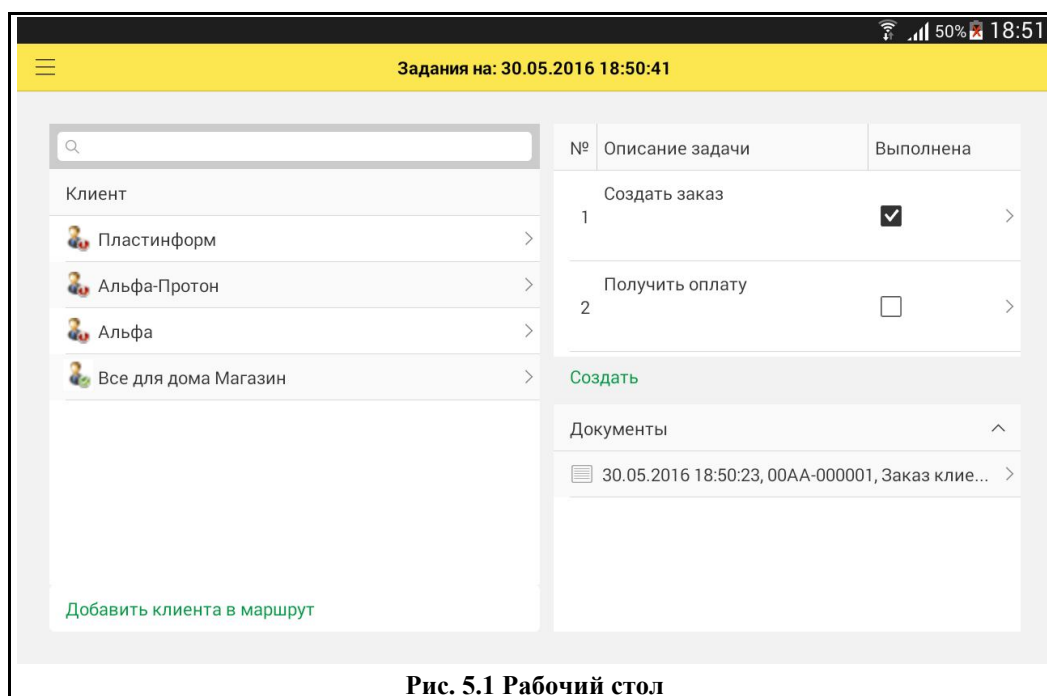 50% 18:51
Задания на: 30.05.2016 18:50:41
Клиент
Пластинформ
Альфа-Протон
Альфа
Все для дома Магазин
Добавить клиента в маршрут
№ Описание задачи Выполнена
1 Создать заказ
2 Получить оплату
Создать
Документы
30.05.2016 18:50:23, 00АА-000001, Заказ клие...
Рис. 5.1 Рабочий стол